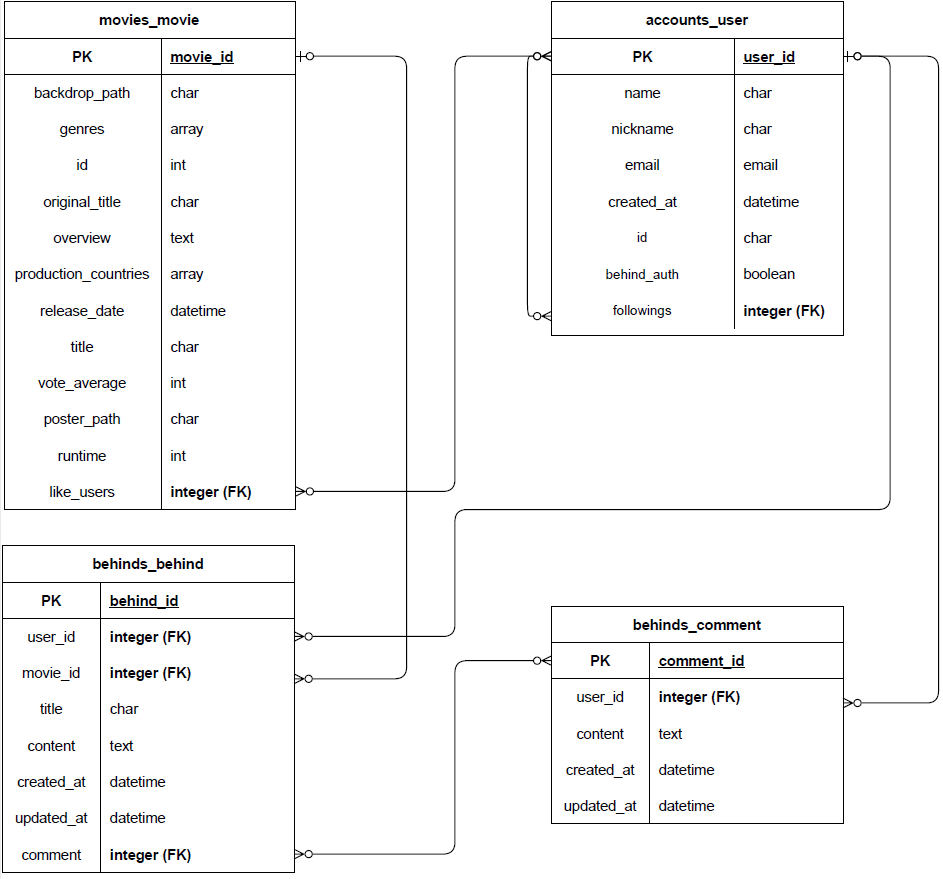 movies_movie
PK movie_id
backdrop_path char
genres array
id int
original_title char
overview text
production_countries array
release_date datetime
title char
vote_average int
poster_path char
runtime int
like_users integer (FK)
accounts_user
PK user_id
name char
nickname char
email email
created_at datetime
id char
behind_auth boolean
followings integer (FK)
behinds_behind
PK behind_id
user_id integer (FK)
movie_id integer (FK)
title char
content text
created_at datetime
updated_at datetime
comment integer (FK)
behinds_comment
PK comment_id
user_id integer (FK)
content text
created_at datetime
updated_at datetime